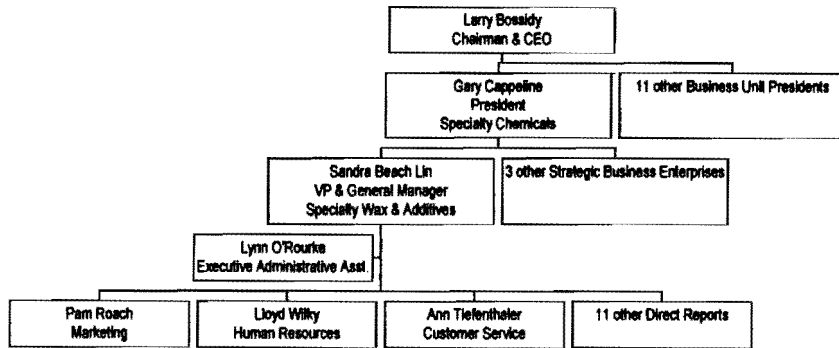 Larry Bossidy
Chairman & CEO
Gary Cappeline
President
Specialty Chemicals
11 other Business Unit Presidents
Sandra Beach Lin
VP & General Manager
Specialty Wax & Additives
3 other Strategic Business Enterprises
Lynn O'Rourke
Executive Administrative Asst.
Pam Roach
Marketing
Lloyd Wilky
Human Resources
Ann Tiefenthaler
Customer Service
11 other Direct Reports